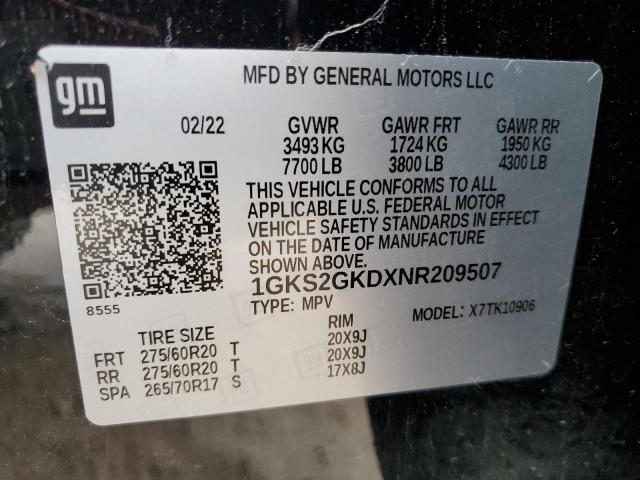 gm
MFD BY GENERAL MOTORS LLC
02/22 GVWR GAWR FRT GAWR RR
3493 KG 1724 KG 1950 KG
7700 LB 3800 LB 4300 LB
THIS VEHICLE CONFORMS TO ALL
APPLICABLE U.S. FEDERAL MOTOR
VEHICLE SAFETY STANDARDS IN EFFECT
ON THE DATE OF MANUFACTURE
SHOWN ABOVE.
1GKS2GKDXNR209507
8555
TYPE: MPV MODEL: X7TK10906
TIRE SIZE RIM
FRT 275/60R20 T 20X9J
RR 275/60R20 T 20X9J
SPA 265/70R17 S 17X8J